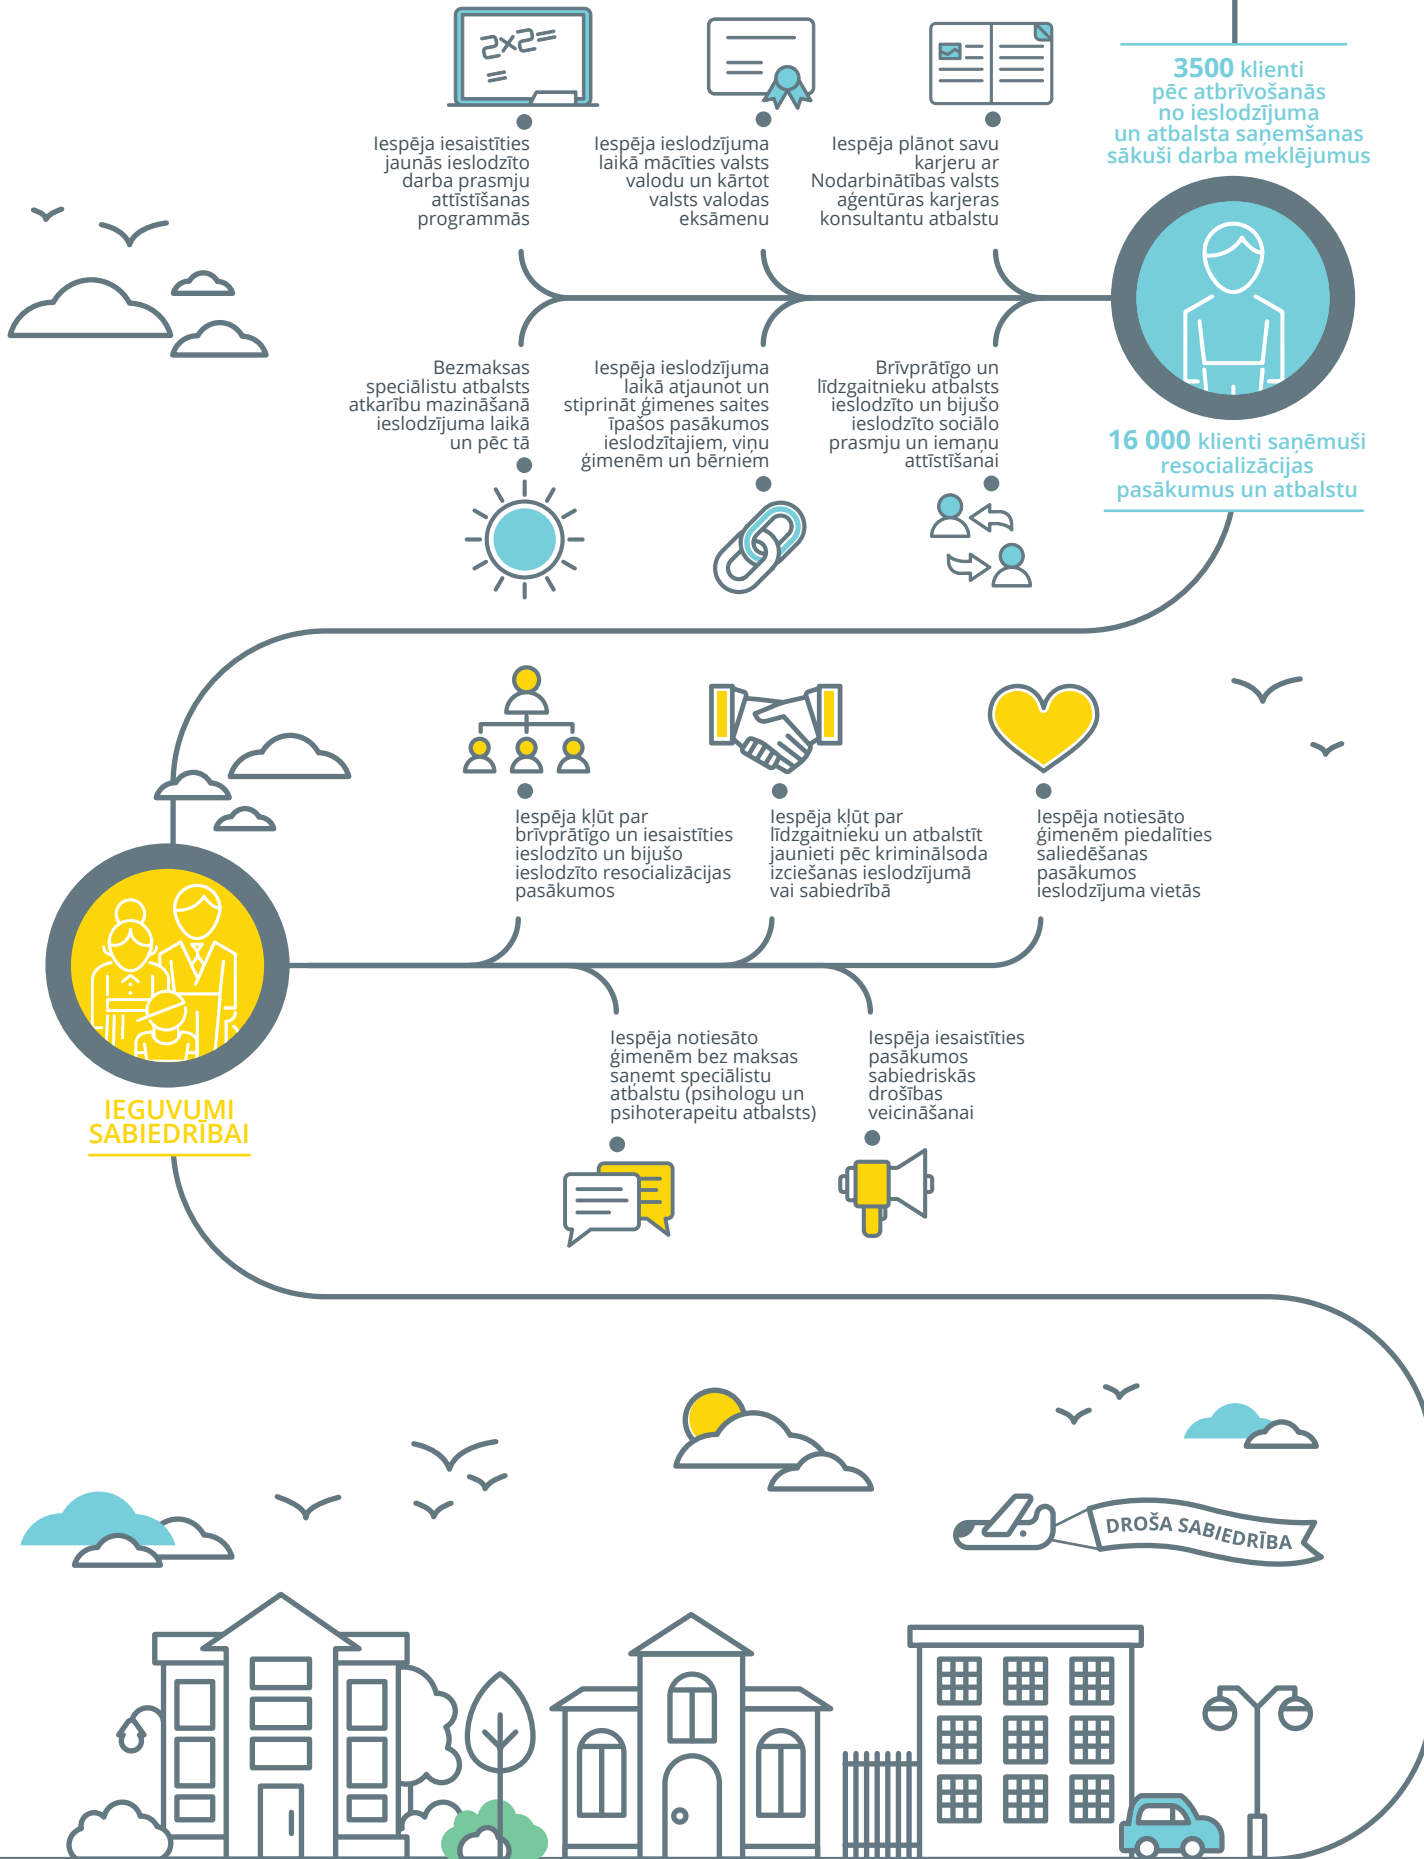 2×2=
=
Iespēja iesaistīties
jaunās ieslodzīto
darba prasmju
attīstīšanas
programmās
Iespēja ieslodzījuma
laikā mācīties valsts
valodu un kārtot
valsts valodas
eksāmenu
Iespēja plānot savu
karjeru ar
Nodarbinātības valsts
aģentūras karjeras
konsultantu atbalstu
3500 klienti
pēc atbrīvošanās
no ieslodzījuma
un atbalsta saņemšanas
sākuši darba meklējumus
Bezmaksas
speciālistu atbalsts
atkarību mazināšanā
ieslodzījuma laikā
un pēc tā
Iespēja ieslodzījuma
laikā atjaunot un
stiprināt ģimenes saites
īpašos pasākumos
ieslodzītajiem, viņu
ģimenēm un bērniem
Brīvprātīgo un
līdzgaitnieku atbalsts
ieslodzīto un bijušo
ieslodzīto sociālo
prasmju un iemaņu
attīstīšanai
16 000 klienti saņēmuši
resocializācijas
pasākumus un atbalstu
Iespēja kļūt par
brīvprātīgo un iesaistīties
ieslodzīto un bijušo
ieslodzīto resocializācijas
pasākumos
Iespēja kļūt par
līdzgaitnieku un atbalstīt
jaunieti pēc kriminālsoda
izciešanas ieslodzījumā
vai sabiedrībā
Iespēja notiesāto
ģimenēm piedalīties
saliedēšanas
pasākumos
ieslodzījuma vietās
IEGUVUMI
SABIEDRĪBAI
Iespēja notiesāto
ģimenēm bez maksas
saņemt speciālistu
atbalstu (psihologu un
psihoterapeitu atbalsts)
Iespēja iesaistīties
pasākumos
sabiedriskās
drošības
veicināšanai
DROŠA SABIEDRĪBA